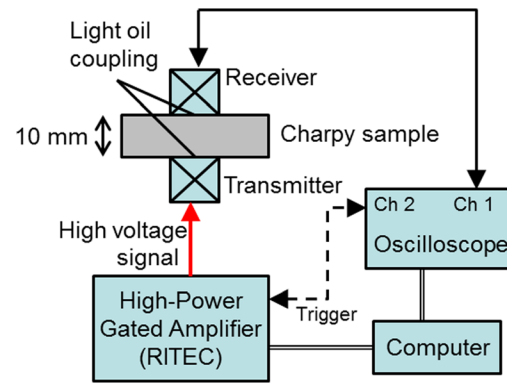 Light oil
coupling
Receiver
10 mm
Charpy sample
Transmitter
High voltage
signal
Ch 2 Ch 1
Oscilloscope
Trigger
High-Power
Gated Amplifier
(RITEC)
Computer